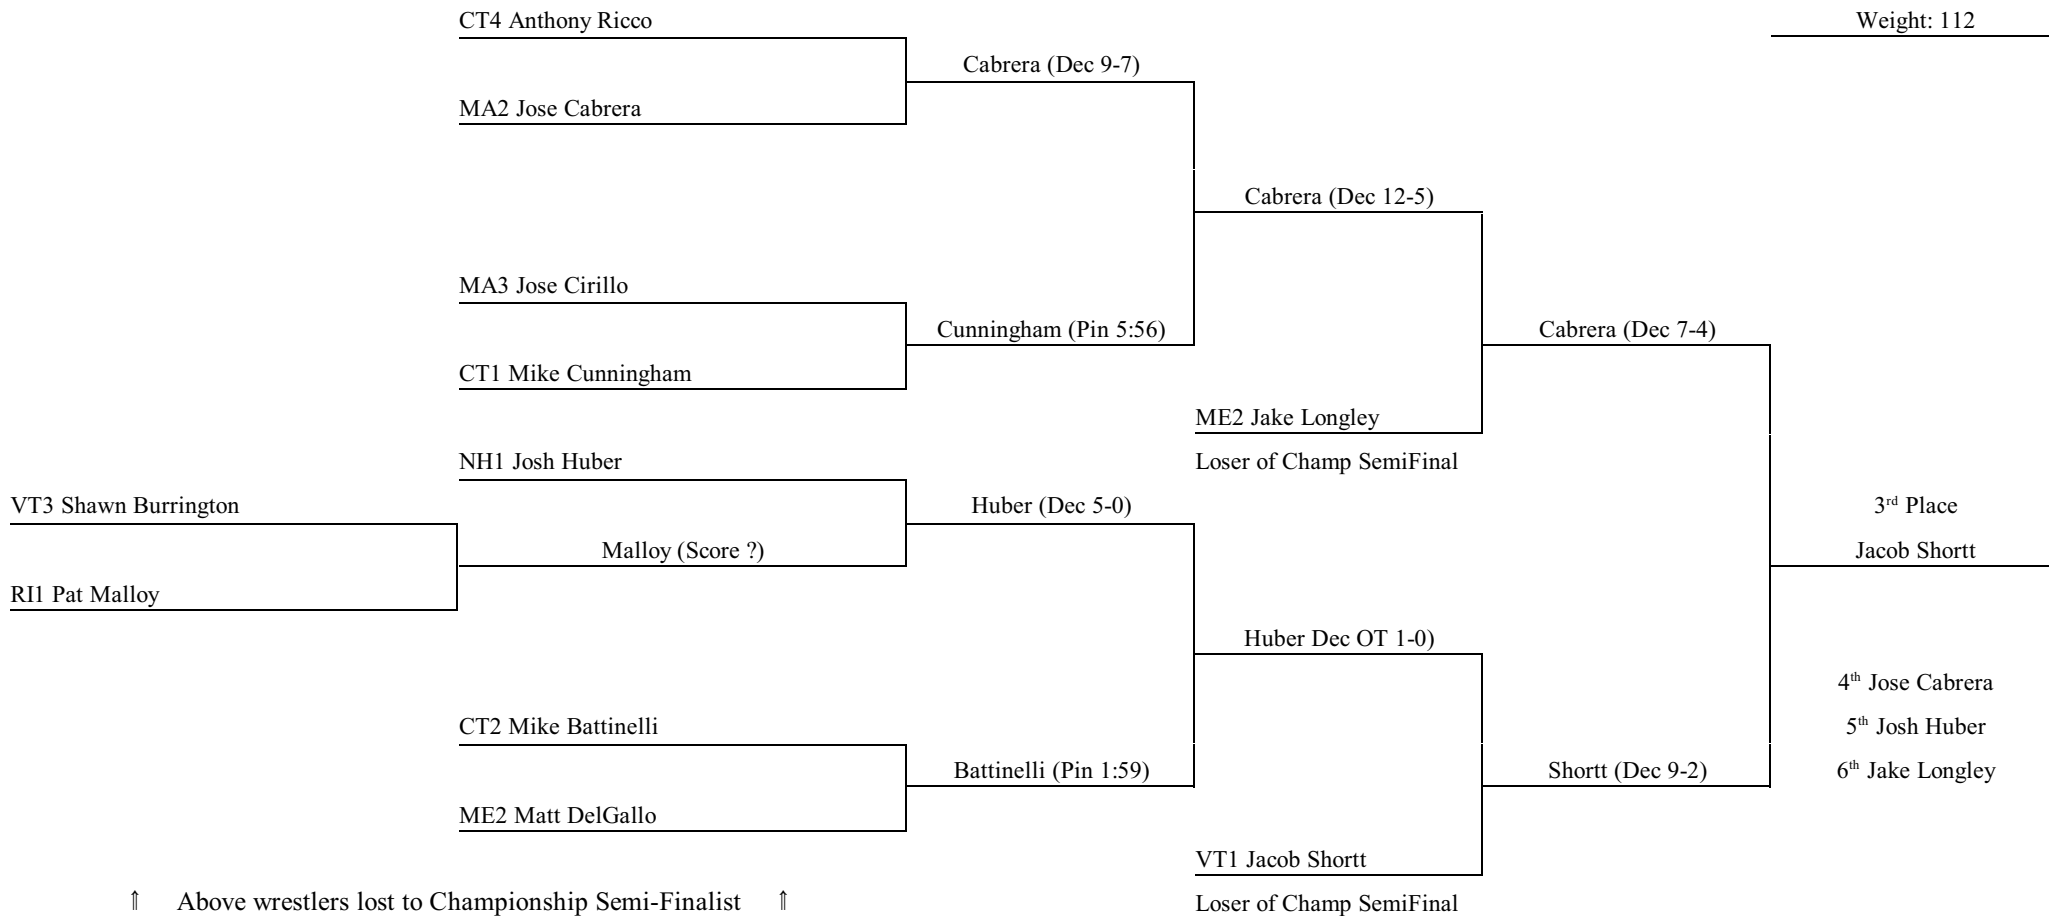 CT4 Anthony Ricco
Weight: 112
Cabrera (Dec 9-7)
MA2 Jose Cabrera
Cabrera (Dec 12-5)
MA3 Jose Cirillo
Cunningham (Pin 5:56)
Cabrera (Dec 7-4)
CT1 Mike Cunningham
ME2 Jake Longley
NH1 Josh Huber
Loser of Champ SemiFinal
VT3 Shawn Burrington
Huber (Dec 5-0)
3rd Place
Malloy (Score ?)
Jacob Shortt
RI1 Pat Malloy
Huber Dec OT 1-0)
4th Jose Cabrera
CT2 Mike Battinelli
5th Josh Huber
Battinelli (Pin 1:59)
Shortt (Dec 9-2)
6th Jake Longley
ME2 Matt DelGallo
VT1 Jacob Shortt
⇑ Above wrestlers lost to Championship Semi-Finalist ⇑
Loser of Champ SemiFinal